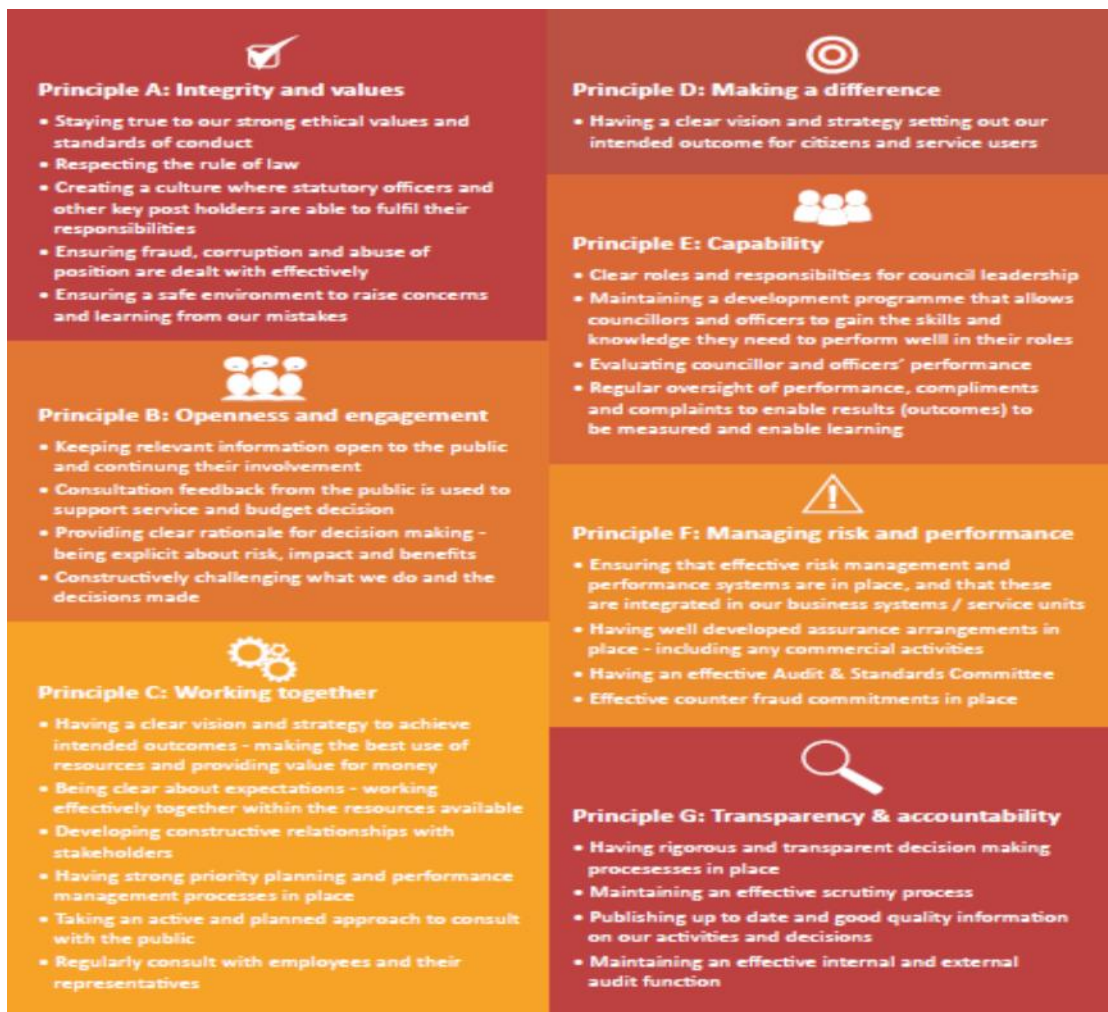 Principle A: Integrity and values
• Staying true to our strong ethical values and
standards of conduct
• Respecting the rule of law
• Creating a culture where statutory officers and
other key post holders are able to fulfil their
responsibilities
• Ensuring fraud, corruption and abuse of
position are dealt with effectively
• Ensuring a safe environment to raise concerns
and learning from our mistakes
Principle B: Openness and engagement
• Keeping relevant information open to the public
and continung their involvement
• Consultation feedback from the public is used to
support service and budget decision
• Providing clear rationale for decision making -
being explicit about risk, impact and benefits
• Constructively challenging what we do and the
decisions made
Principle C: Working together
• Having a clear vision and strategy to achieve
intended outcomes - making the best use of
resources and providing value for money
• Being clear about expectations - working
effectively together within the resources available
• Developing constructive relationships with
stakeholders
• Having strong priority planning and performance
management processes in place
• Taking an active and planned approach to consult
with the public
• Regularly consult with employees and their
representatives
Principle D: Making a difference
• Having a clear vision and strategy setting out our
intended outcome for citizens and service users
Principle E: Capability
• Clear roles and responsibilties for council leadership
• Maintaining a development programme that allows
councillors and officers to gain the skills and
knowledge they need to perform welll in their roles
• Evaluating councillor and officers' performance
• Regular oversight of performance, compliments
and complaints to enable results (outcomes) to
be measured and enable learning
Principle F: Managing risk and performance
• Ensuring that effective risk management and
performance systems are in place, and that these
are integrated in our business systems / service units
• Having well developed assurance arrangements in
place - including any commercial activities
• Having an effective Audit & Standards Committee
• Effective counter fraud commitments in place
Principle G: Transparency & accountability
• Having rigorous and transparent decision making
procesesses in place
• Maintaining an effective scrutiny process
• Publishing up to date and good quality information
on our activities and decisions
• Maintaining an effective internal and external
audit function